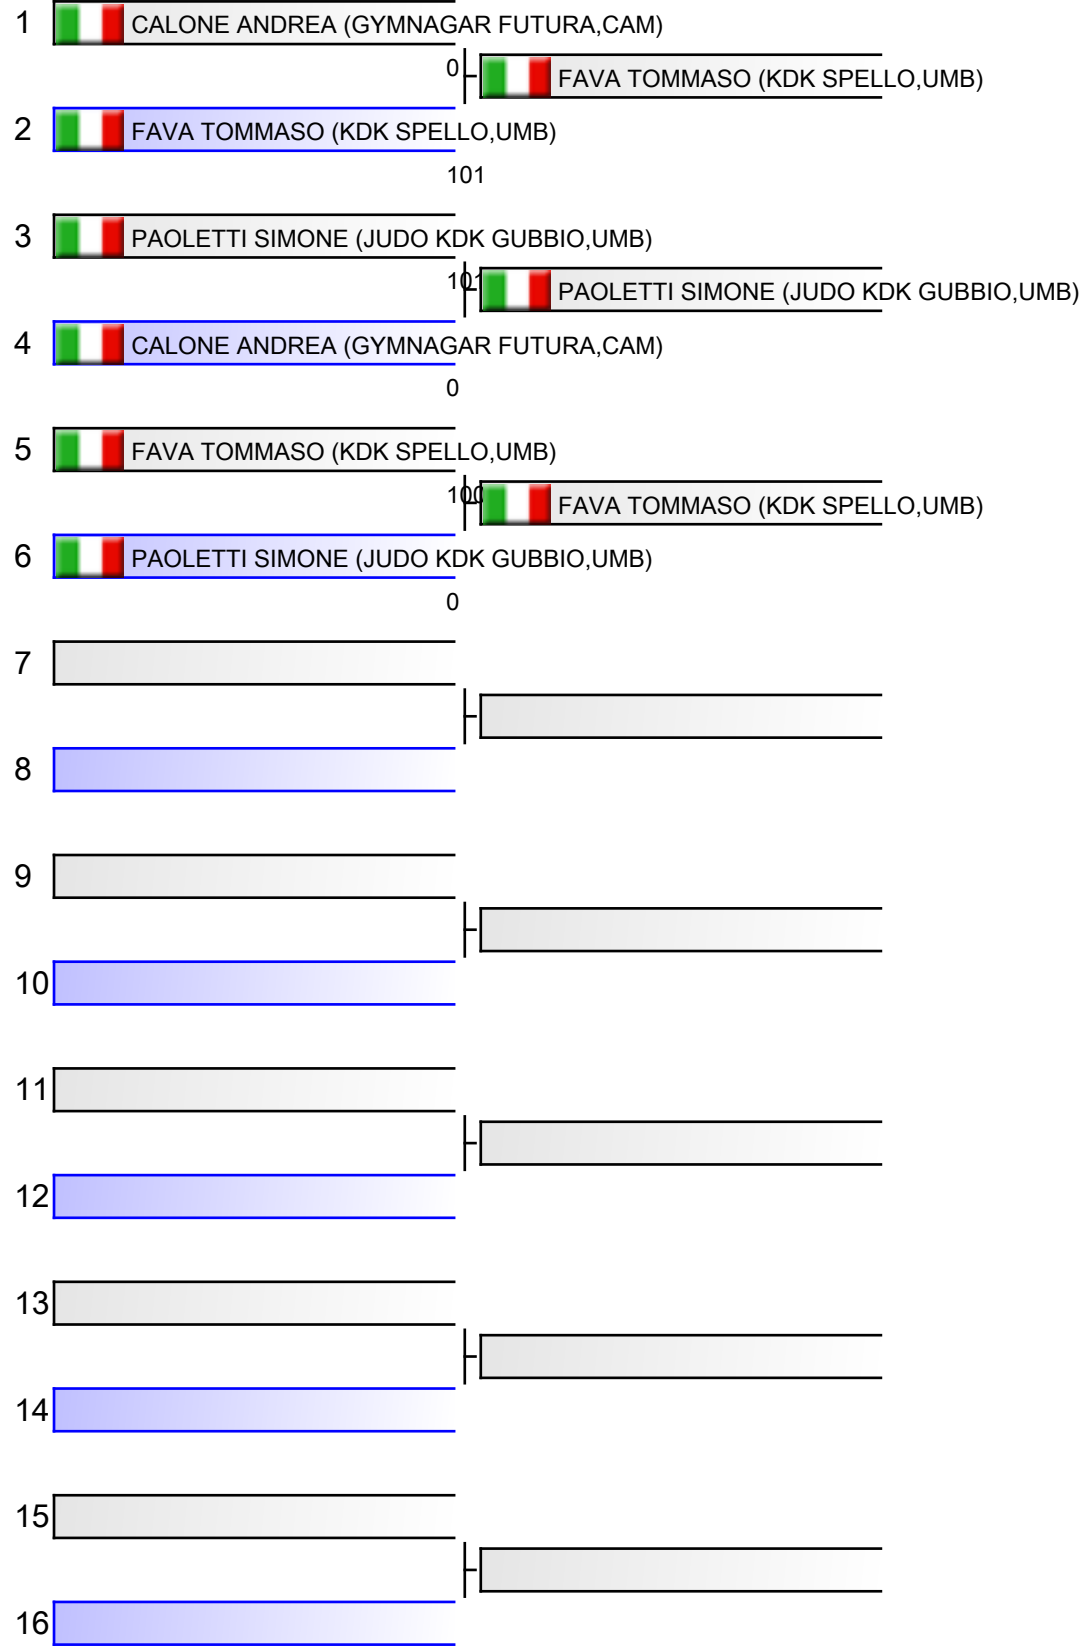 1 CALONE ANDREA (GYMNAGAR FUTURA,CAM)
0 FAVA TOMMASO (KDK SPELLO,UMB)
2 FAVA TOMMASO (KDK SPELLO,UMB)
101
3 PAOLETTI SIMONE (JUDO KDK GUBBIO,UMB)
101 PAOLETTI SIMONE (JUDO KDK GUBBIO,UMB)
4 CALONE ANDREA (GYMNAGAR FUTURA,CAM)
0
5 FAVA TOMMASO (KDK SPELLO,UMB)
100 FAVA TOMMASO (KDK SPELLO,UMB)
6 PAOLETTI SIMONE (JUDO KDK GUBBIO,UMB)
0
7
8
9
10
11
12
13
14
15
16